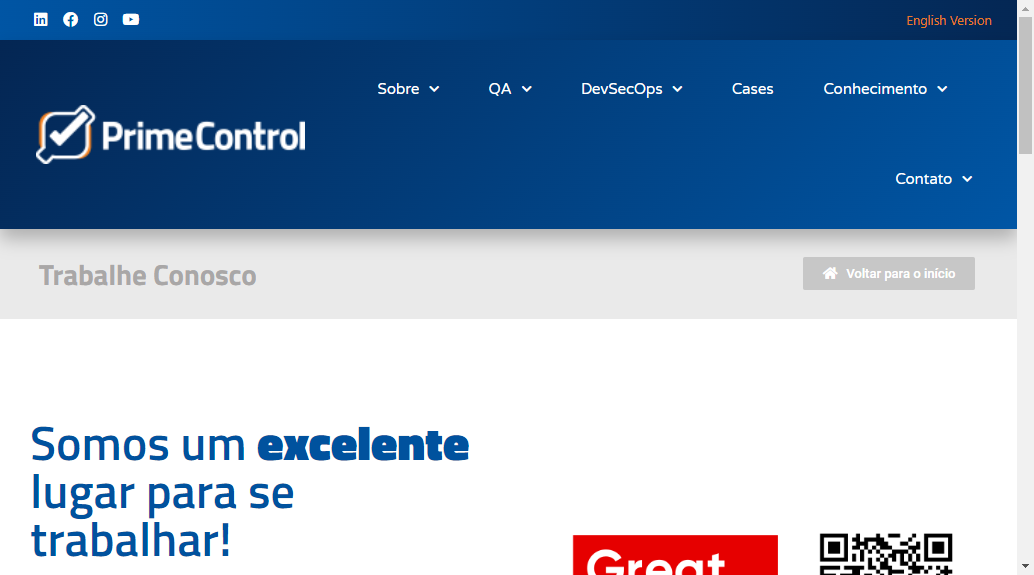 English Version
Sobre
QA
DevSecOps
Cases
Conhecimento
PrimeControl
Contato
Trabalhe Conosco
Voltar para o início
Somos um excelente
lugar para se
trabalhar!
Great